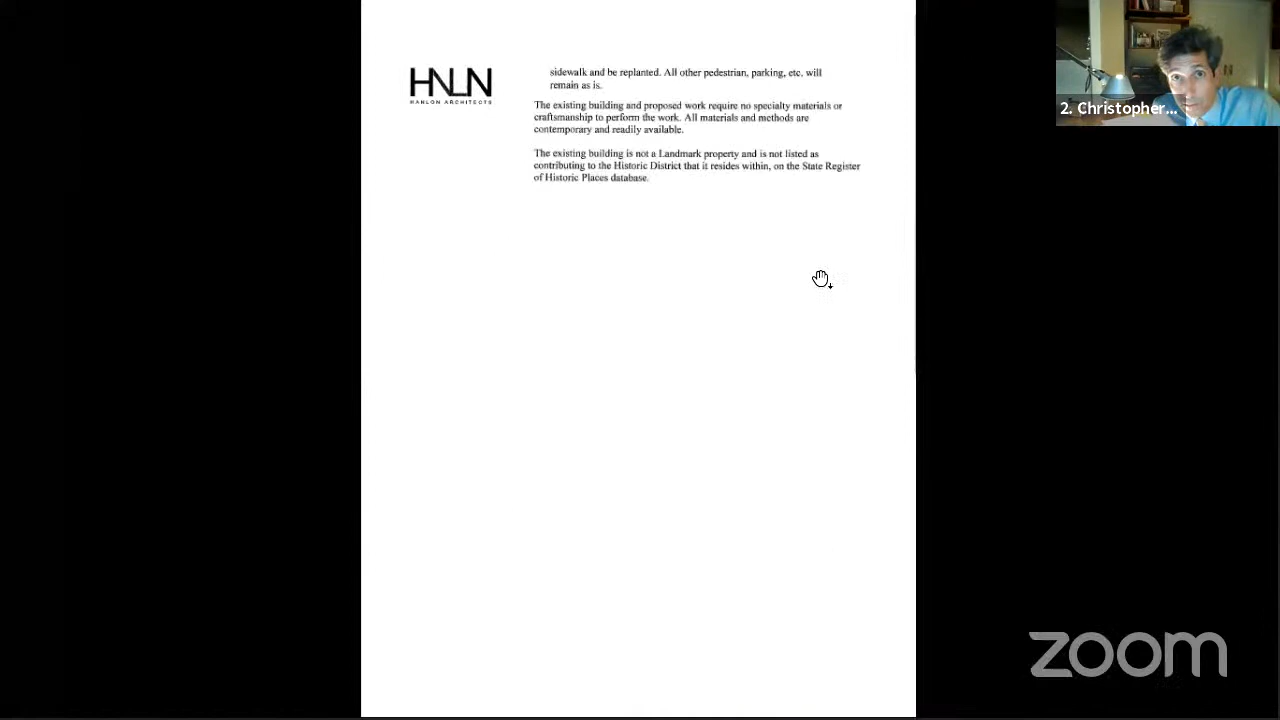 HNLN
HANLON ARCHITECTS
sidewalk and be replanted. All other pedestrian, parking, etc. will
remain as is.
The existing building and proposed work require no specialty materials or
craftsmanship to perform the work. All materials and methods are
contemporary and readily available.
The existing building is not a Landmark property and is not listed as
contributing to the Historic District that it resides within, on the State Register
of Historic Places database.
2. Christopher...
zoom